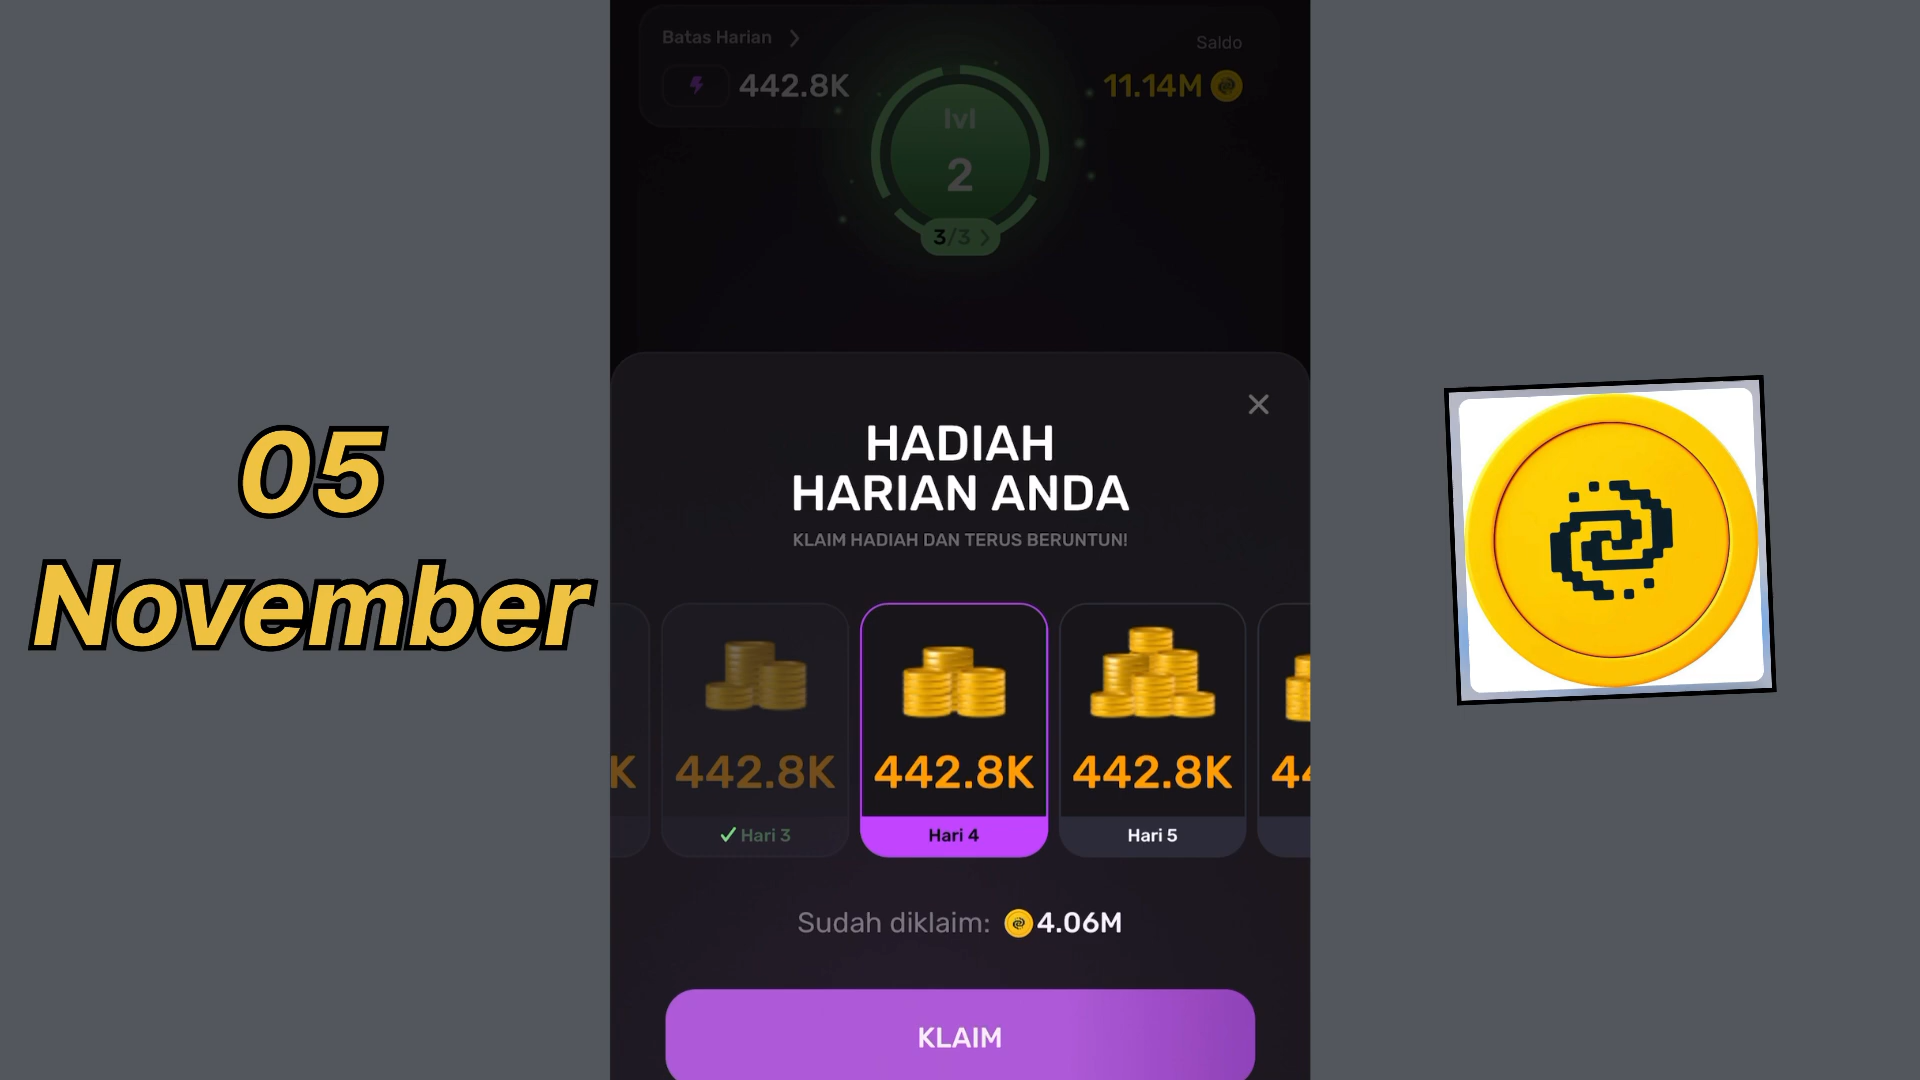 05
November
Batas Harian
Saldo
442.8K
11.14M
lvl
2
3/3
HADIAH
HARIAN ANDA
KLAIM HADIAH DAN TERUS BERUNTUN!
K
442.8K
442.8K
442.8K
44
Hari 3
Hari 4
Hari 5
Sudah diklaim: 4.06M
KLAIM